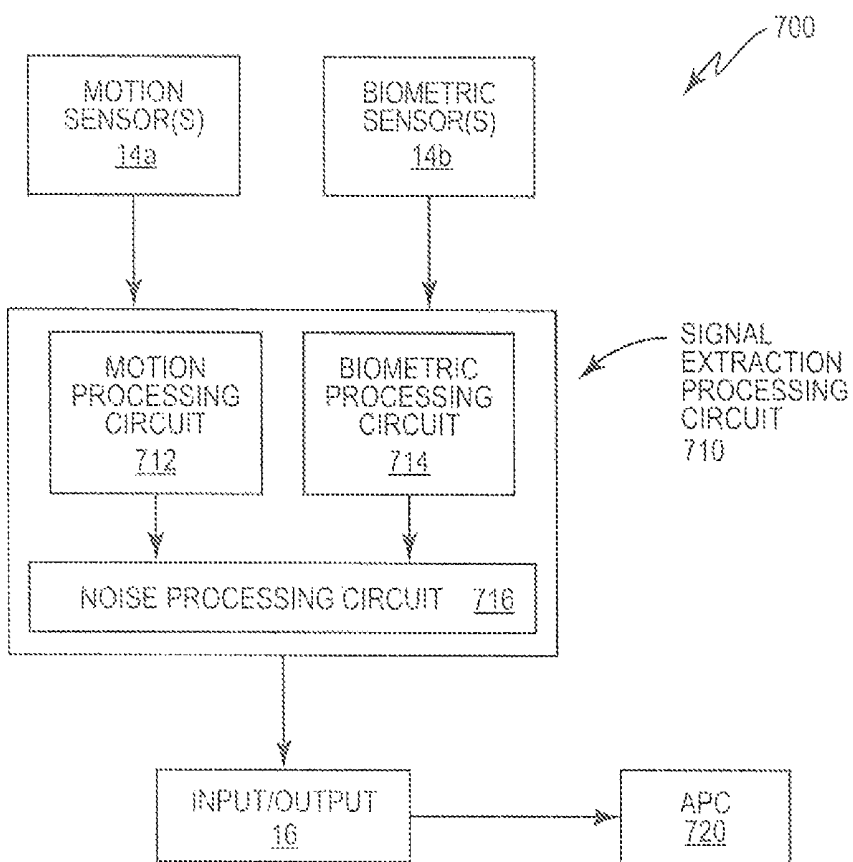 700
MOTION
SENSOR(S)
14a
BIOMETRIC
SENSOR(S)
14b
MOTION
PROCESSING
CIRCUIT
712
BIOMETRIC
PROCESSING
CIRCUIT
714
SIGNAL
EXTRACTION
PROCESSING
CIRCUIT
710
NOISE PROCESSING CIRCUIT 716
INPUT/OUTPUT
16
APC
720